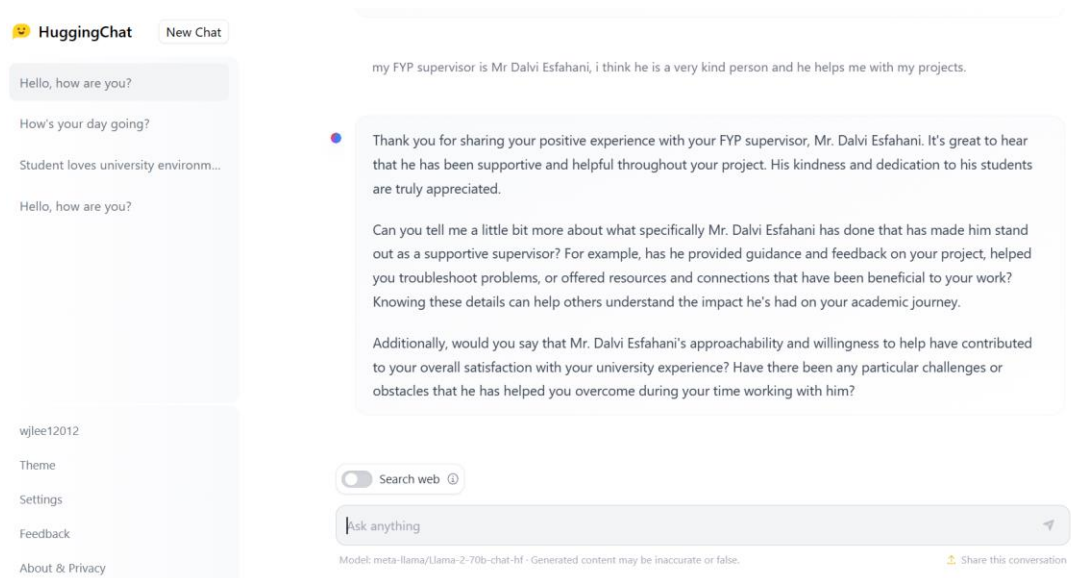 HuggingChat
New Chat
Hello, how are you?
How's your day going?
Student loves university environm...
Hello, how are you?
wjlee12012
Theme
Settings
Feedback
About & Privacy
my FYP supervisor is Mr Dalvi Esfahani, i think he is a very kind person and he helps me with my projects.
Thank you for sharing your positive experience with your FYP supervisor, Mr. Dalvi Esfahani. It's great to hear
that he has been supportive and helpful throughout your project. His kindness and dedication to his students
are truly appreciated.
Can you tell me a little bit more about what specifically Mr. Dalvi Esfahani has done that has made him stand
out as a supportive supervisor? For example, has he provided guidance and feedback on your project, helped
you troubleshoot problems, or offered resources and connections that have been beneficial to your work?
Knowing these details can help others understand the impact he's had on your academic journey.
Additionally, would you say that Mr. Dalvi Esfahani's approachability and willingness to help have contributed
to your overall satisfaction with your university experience? Have there been any particular challenges or
obstacles that he has helped you overcome during your time working with him?
Search web
Ask anything
Model: meta-llama/Llama-2-70b-chat-hf · Generated content may be inaccurate or false.
Share this conversation